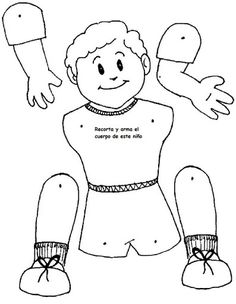 Recorta y arma el
cuerpo de este niño